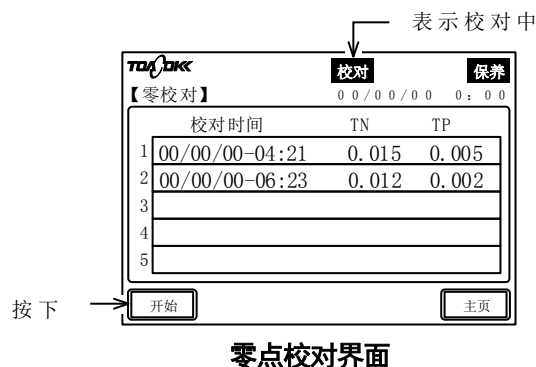 表示校对中
TOADKK 校对 保养
【零校对】 00/00/00 0:00
校对时间 TN TP
1 00/00/00-04:21 0.015 0.005
2 00/00/00-06:23 0.012 0.002
3
4
5
按下 开始 主页
零点校对界面